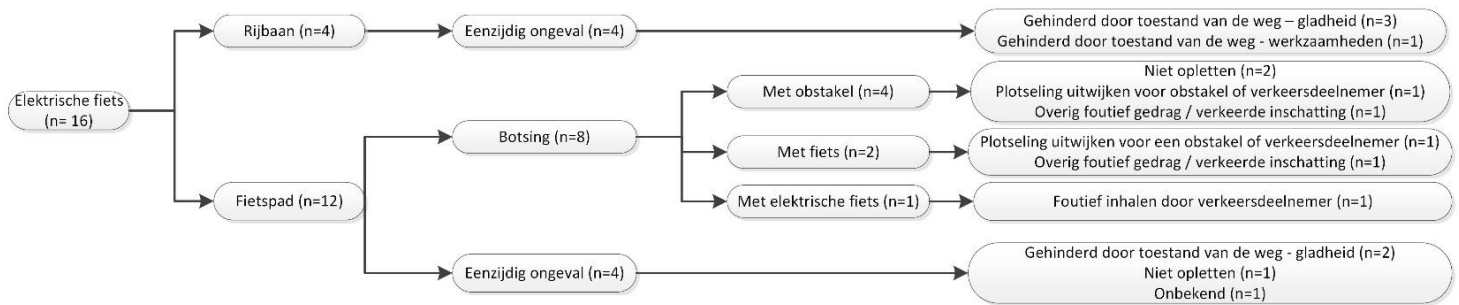 Elektrische fiets
(n= 16)
Rijbaan (n=4)
Eenzijdig ongeval (n=4)
Gehinderd door toestand van de weg – gladheid (n=3)
Gehinderd door toestand van de weg - werkzaamheden (n=1)
Fietspad (n=12)
Botsing (n=8)
Met obstakel (n=4)
Niet opletten (n=2)
Plotseling uitwijken voor obstakel of verkeersdeelnemer (n=1)
Overig foutief gedrag / verkeerde inschatting (n=1)
Met fiets (n=2)
Plotseling uitwijken voor een obstakel of verkeersdeelnemer (n=1)
Overig foutief gedrag / verkeerde inschatting (n=1)
Met elektrische fiets (n=1)
Foutief inhalen door verkeersdeelnemer (n=1)
Eenzijdig ongeval (n=4)
Gehinderd door toestand van de weg - gladheid (n=2)
Niet opletten (n=1)
Onbekend (n=1)